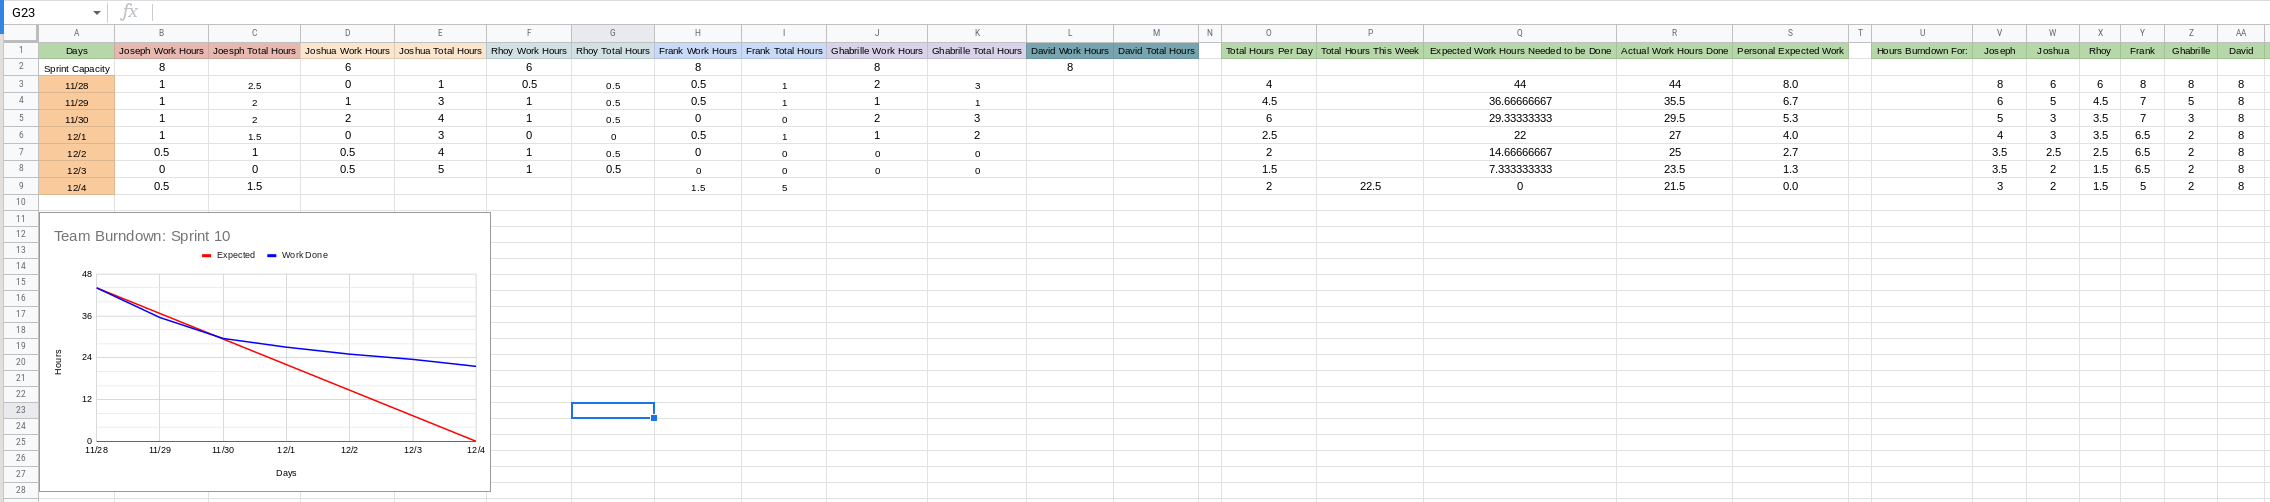 G23 fx
A B C D E F G H I J K L M N O P Q R S T U V W X Y Z AA
1 Days Joseph Work Hours Joesph Total Hours Joshua Work Hours Joshua Total Hours Rhoy Work Hours Rhoy Total Hours Frank Work Hours Frank Total Hours Ghabrille Work Hours Ghabrille Total Hours David Work Hours David Total Hours Total Hours Per Day Total Hours This Week Expected Work Hours Needed to be Done Actual Work Hours Done Personal Expected Work Hours Burndown For: Joseph Joshua Rhoy Frank Ghabrille David
2 Sprint Capacity 8 6 6 8 8 8
3 11/28 1 2.5 0 1 0.5 0.5 0.5 1 2 3 4 44 44 8.0 8 6 6 8 8 8
4 11/29 1 2 1 3 1 0.5 0.5 1 1 1 4.5 36.66666667 35.5 6.7 6 5 4.5 7 5 8
5 11/30 1 2 2 4 1 0.5 0 0 2 3 6 29.33333333 29.5 5.3 5 3 3.5 7 3 8
6 12/1 1 1.5 0 3 0 0 0.5 1 1 2 2.5 22 27 4.0 4 3 3.5 6.5 2 8
7 12/2 0.5 1 0.5 4 1 0.5 0 0 0 0 2 14.66666667 25 2.7 3.5 2.5 2.5 6.5 2 8
8 12/3 0 0 0.5 5 1 0.5 0 0 0 0 1.5 7.333333333 23.5 1.3 3.5 2 1.5 6.5 2 8
9 12/4 0.5 1.5 1.5 5 2 22.5 0 21.5 0.0 3 2 1.5 5 2 8
10
11
12
13
14
15
16
17
18
19
20
21
22
23
24
25
26
27
28
Team Burndown: Sprint 10
Expected Work Done
48
36
24
12
0
Hours
11/28 11/29 11/30 12/1 12/2 12/3 12/4
Days